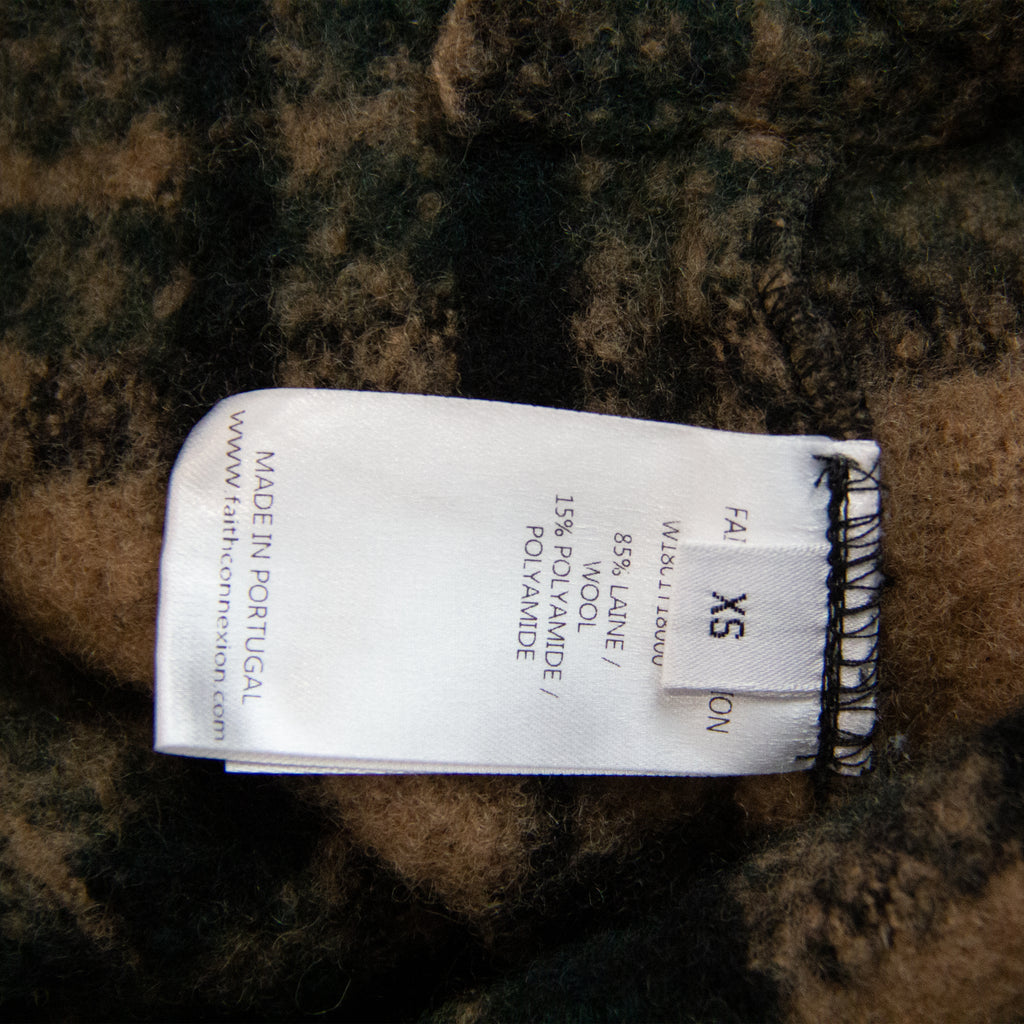 XS
85% LAINE /
WOOL
15% POLYAMIDE /
POLYAMIDE
MADE IN PORTUGAL
www.faithconnexion.com